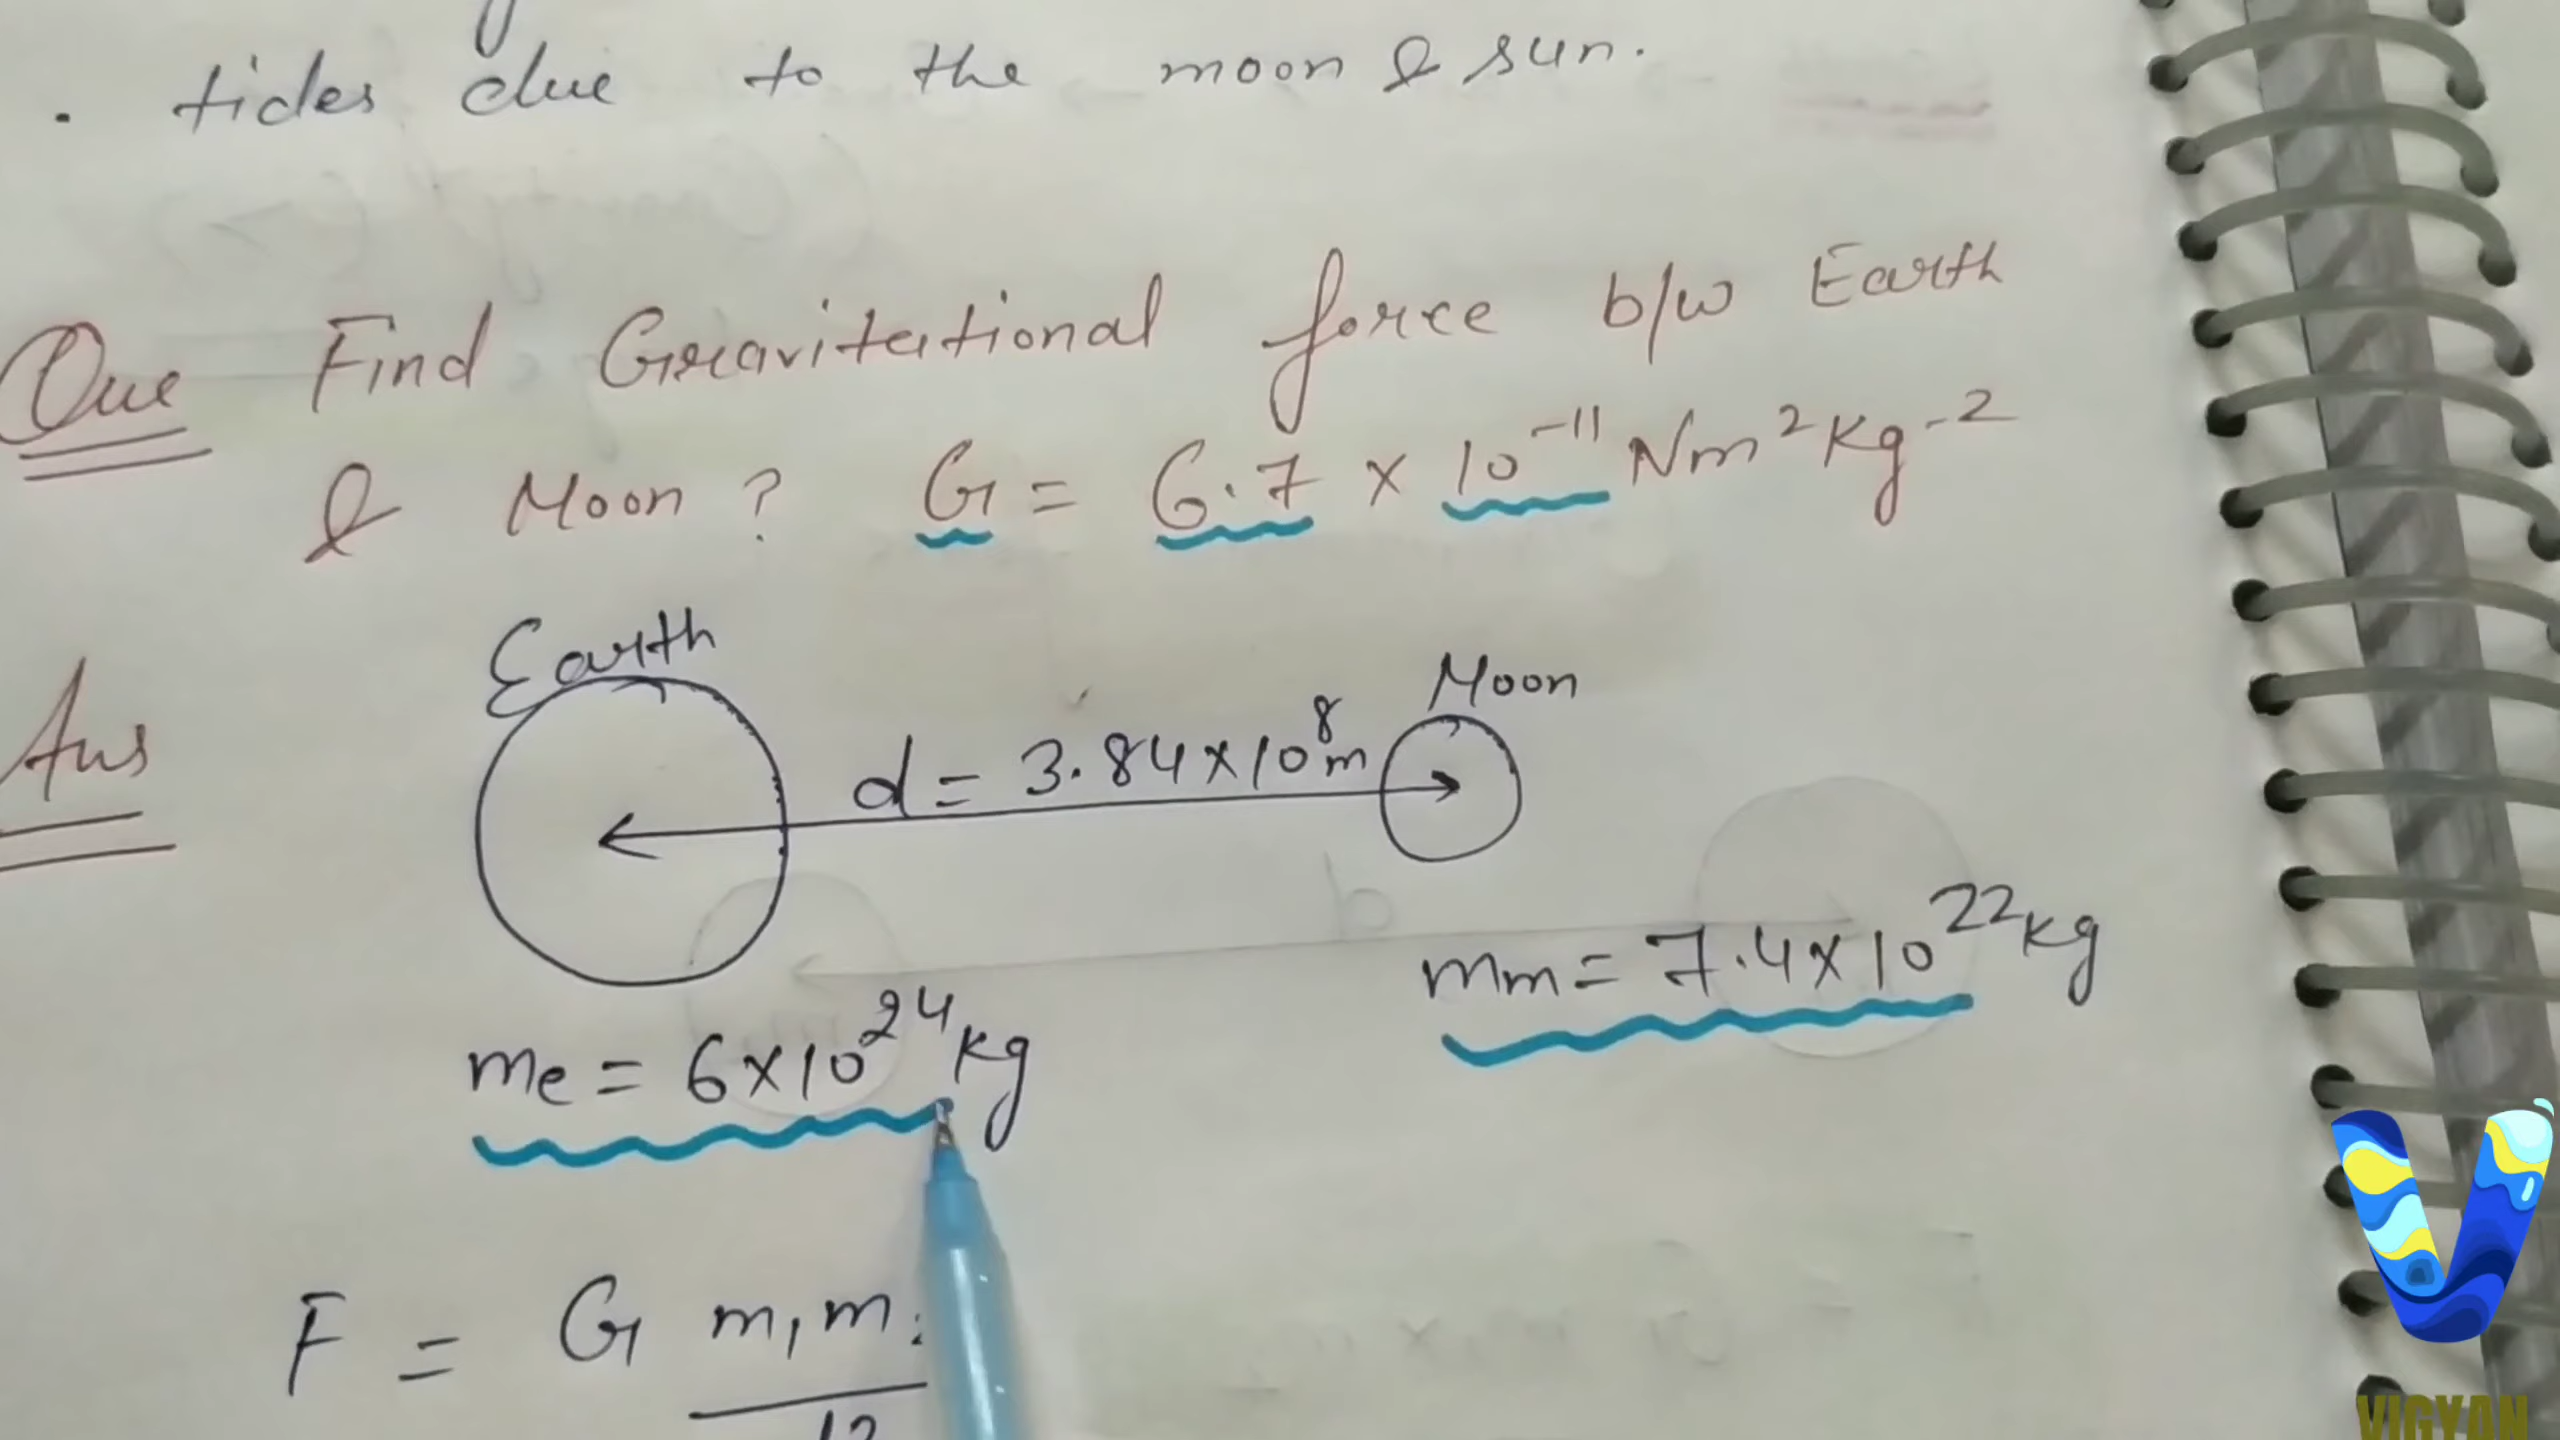 . tides due to the moon & sun.
Que Find Gravitational force b/w Earth
& Moon ? G = 6.7 × 10⁻¹¹ Nm²kg⁻²
Ans
Earth
Moon
d = 3.84×10⁸m
mm = 7.4×10²²kg
me = 6×10²⁴kg
F = G m₁m
VIGYAN